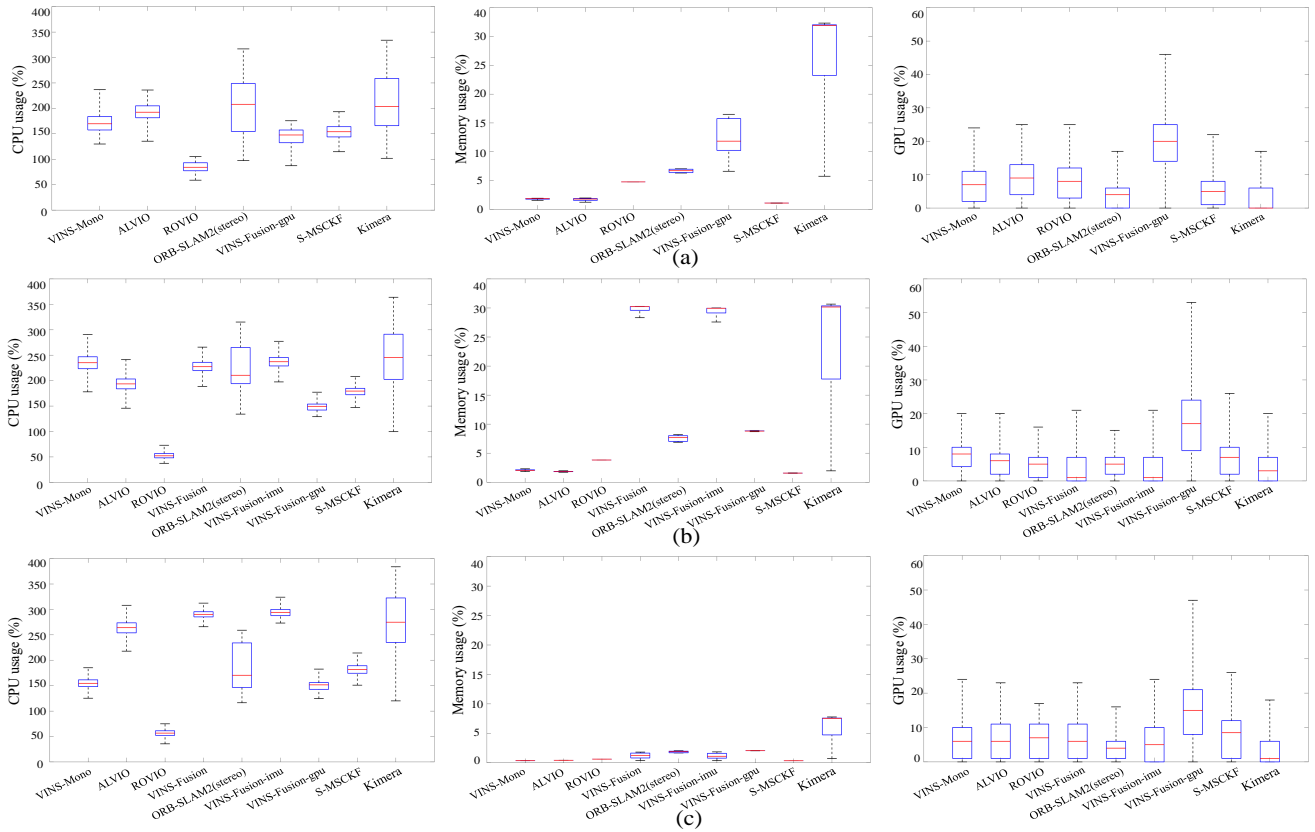 CPU usage (%)
400
350
300
250
200
150
100
50
0
VINS-Mono
ALVIO
ROVIO
ORB-SLAM2(stereo)
VINS-Fusion-gpu
S-MSCKF
Kimera
Memory usage (%)
40
35
30
25
20
15
10
5
0
VINS-Mono
ALVIO
ROVIO
ORB-SLAM2(stereo)
VINS-Fusion-gpu
S-MSCKF
Kimera
GPU usage (%)
60
50
40
30
20
10
0
VINS-Mono
ALVIO
ROVIO
ORB-SLAM2(stereo)
VINS-Fusion-gpu
S-MSCKF
Kimera
(a)
CPU usage (%)
400
350
300
250
200
150
100
50
0
VINS-Mono
ALVIO
ROVIO
VINS-Fusion
ORB-SLAM2(stereo)
VINS-Fusion-imu
VINS-Fusion-gpu
S-MSCKF
Kimera
Memory usage (%)
40
35
30
25
20
15
10
5
0
VINS-Mono
ALVIO
ROVIO
VINS-Fusion
ORB-SLAM2(stereo)
VINS-Fusion-imu
VINS-Fusion-gpu
S-MSCKF
Kimera
GPU usage (%)
60
50
40
30
20
10
0
VINS-Mono
ALVIO
ROVIO
VINS-Fusion
ORB-SLAM2(stereo)
VINS-Fusion-imu
VINS-Fusion-gpu
S-MSCKF
Kimera
(b)
CPU usage (%)
400
350
300
250
200
150
100
50
0
VINS-Mono
ALVIO
ROVIO
VINS-Fusion
ORB-SLAM2(stereo)
VINS-Fusion-imu
VINS-Fusion-gpu
S-MSCKF
Kimera
Memory usage (%)
40
35
30
25
20
15
10
5
0
VINS-Mono
ALVIO
ROVIO
VINS-Fusion
ORB-SLAM2(stereo)
VINS-Fusion-imu
VINS-Fusion-gpu
S-MSCKF
Kimera
GPU usage (%)
60
50
40
30
20
10
0
VINS-Mono
ALVIO
ROVIO
VINS-Fusion
ORB-SLAM2(stereo)
VINS-Fusion-imu
VINS-Fusion-gpu
S-MSCKF
Kimera
(c)